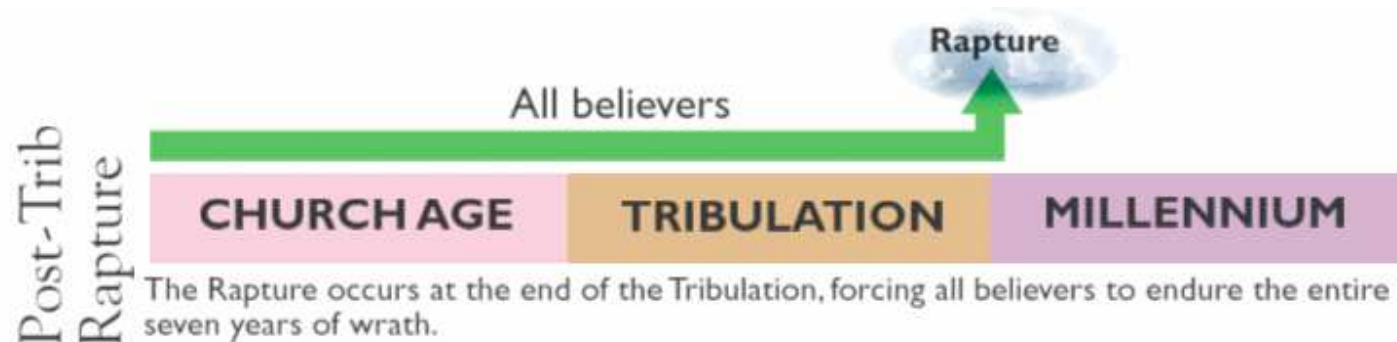 Post-Trib
Rapture
Rapture
All believers
CHURCH AGE
TRIBULATION
MILLENNIUM
The Rapture occurs at the end of the Tribulation, forcing all believers to endure the entire
seven years of wrath.